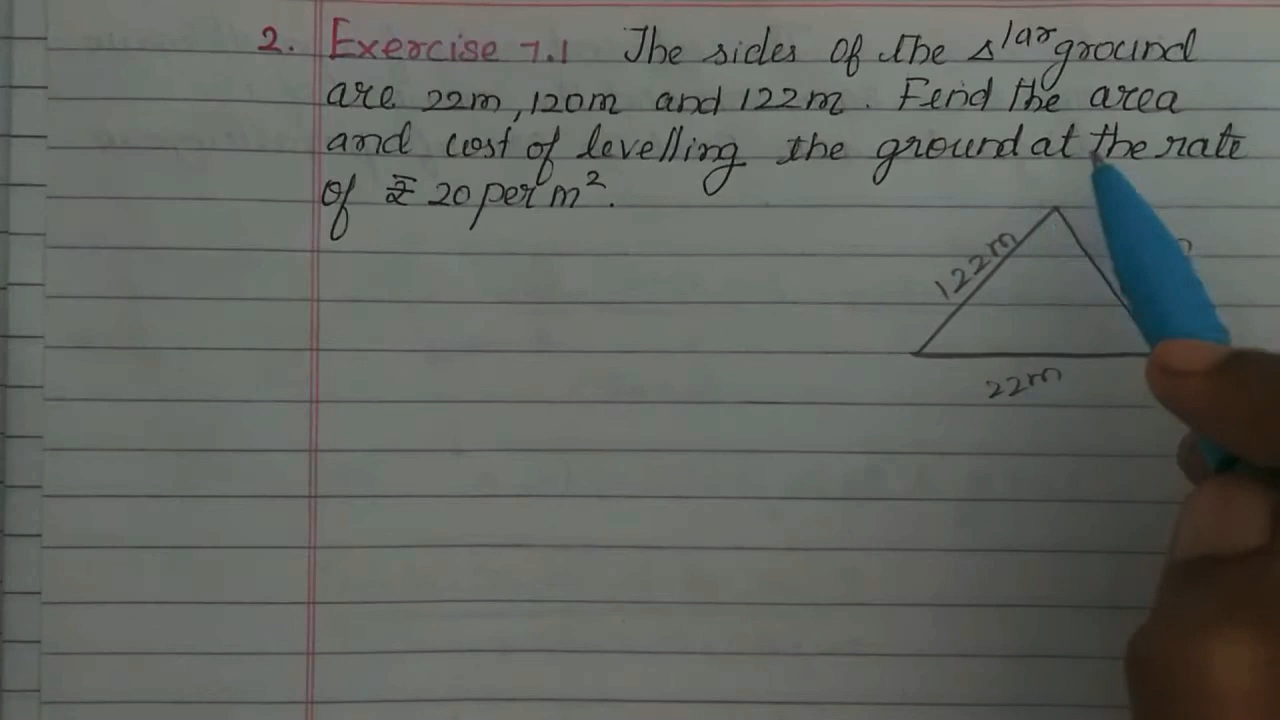 2. Exercise 7.1 The sides of the Δlar ground
are 22m, 120m and 122m. Find the area
and cost of levelling the ground at the rate
of ₹ 20 per m².
122m
22m